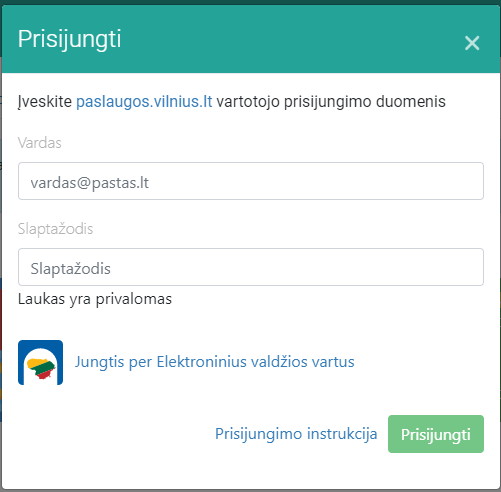 Prisijungti
×
Įveskite paslaugos.vilnius.lt vartotojo prisijungimo duomenis
Vardas
vardas@pastas.lt
Slaptažodis
Slaptažodis
Laukas yra privalomas
Jungtis per Elektroninius valdžios vartus
Prisijungimo instrukcija Prisijungti